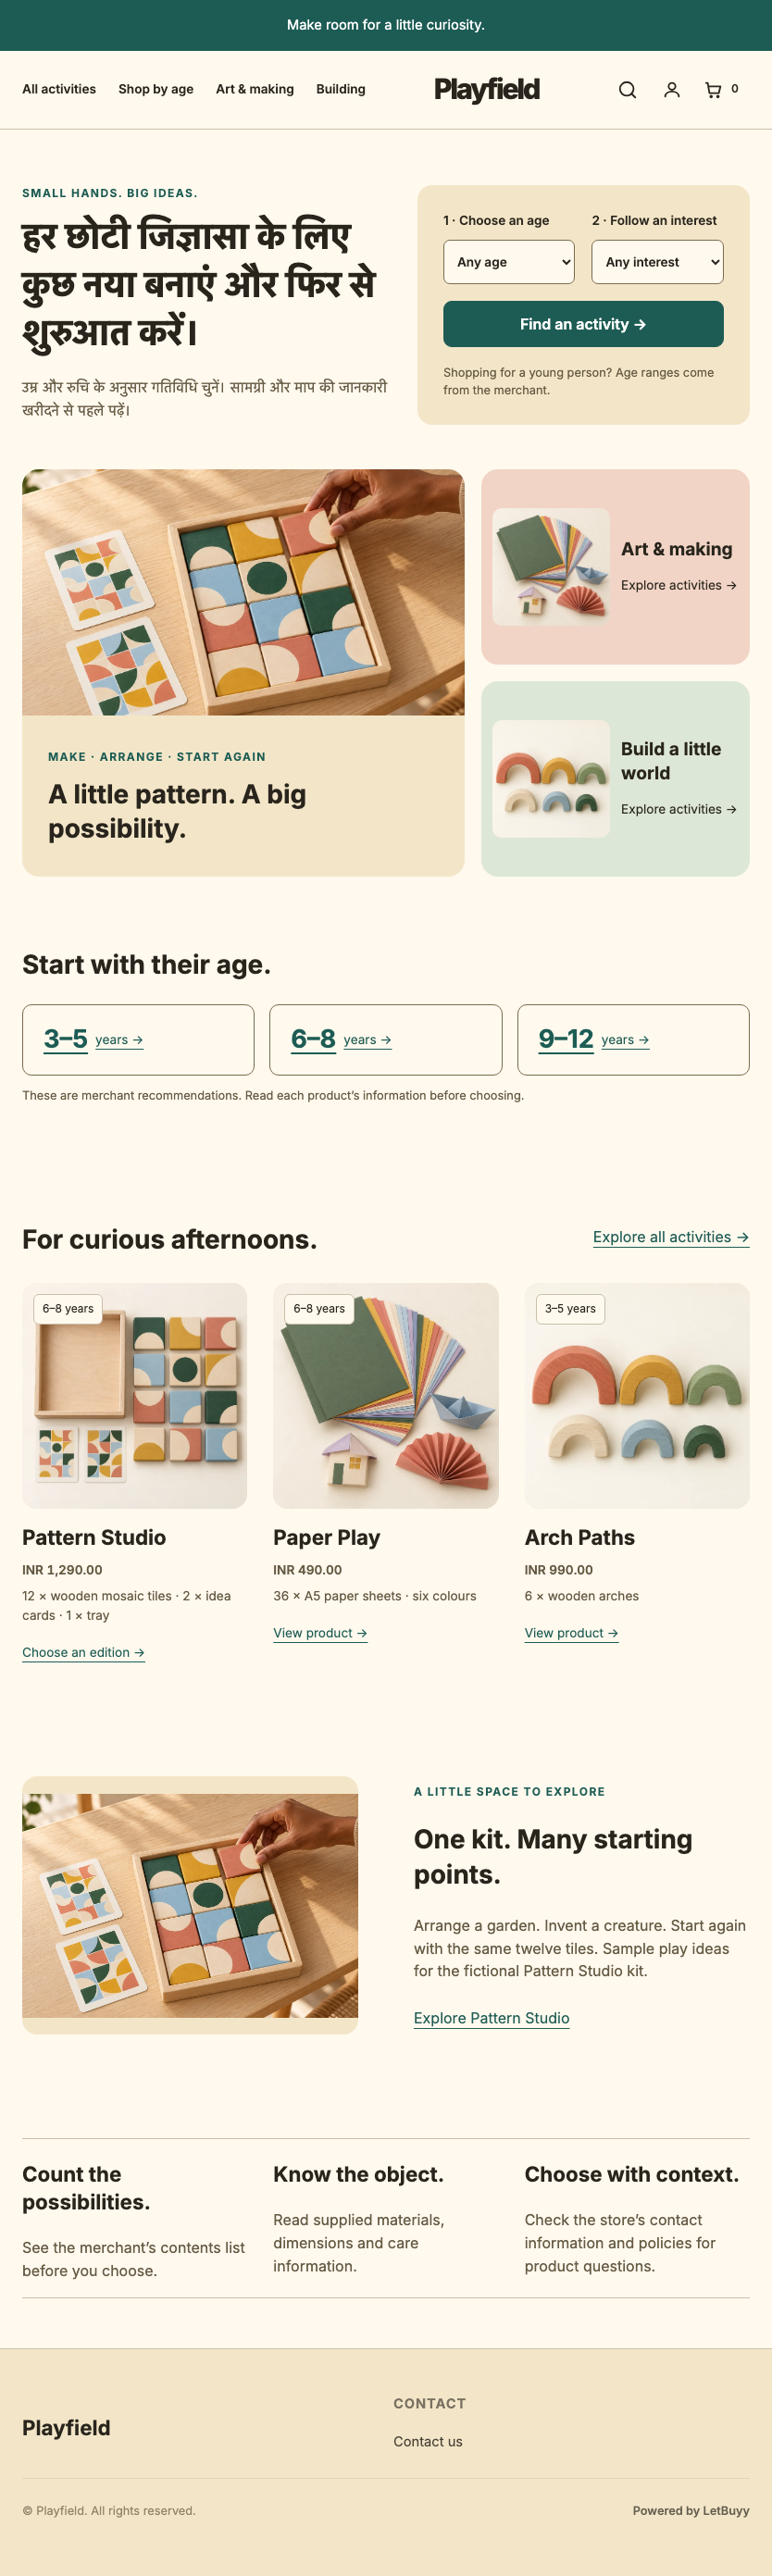 Make room for a little curiosity.
All activities
Shop by age
Art & making
Building
Playfield
0
SMALL HANDS. BIG IDEAS.
हर छोटी जिज्ञासा के लिए
कुछ नया बनाएं और फिर से
शुरुआत करें।
उम्र और रुचि के अनुसार गतिविधि चुनें। सामग्री और माप की जानकारी
खरीदने से पहले पढ़ें।
1 · Choose an age
2 · Follow an interest
Any age
Any interest
Find an activity →
Shopping for a young person? Age ranges come
from the merchant.
MAKE · ARRANGE · START AGAIN
A little pattern. A big
possibility.
Art & making
Explore activities →
Build a little
world
Explore activities →
Start with their age.
3–5 years →
6–8 years →
9–12 years →
These are merchant recommendations. Read each product’s information before choosing.
For curious afternoons.
Explore all activities →
6–8 years
Pattern Studio
INR 1,290.00
12 × wooden mosaic tiles · 2 × idea
cards · 1 × tray
Choose an edition →
6–8 years
Paper Play
INR 490.00
36 × A5 paper sheets · six colours
View product →
3–5 years
Arch Paths
INR 990.00
6 × wooden arches
View product →
A LITTLE SPACE TO EXPLORE
One kit. Many starting
points.
Arrange a garden. Invent a creature. Start again
with the same twelve tiles. Sample play ideas
for the fictional Pattern Studio kit.
Explore Pattern Studio
Count the
possibilities.
See the merchant’s contents list
before you choose.
Know the object.
Read supplied materials,
dimensions and care
information.
Choose with context.
Check the store’s contact
information and policies for
product questions.
Playfield
CONTACT
Contact us
© Playfield. All rights reserved.
Powered by LetBuyy